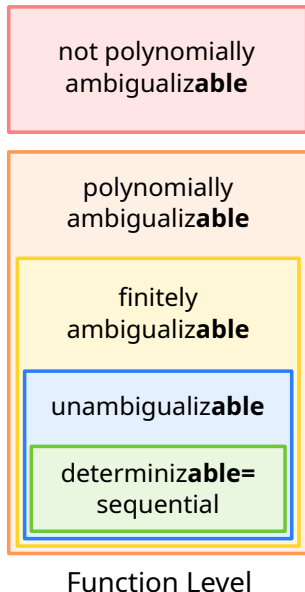 not polynomially
ambigualizable
polynomially
ambigualizable
finitely
ambigualizable
unambigualizable
determinizable=
sequential
Function Level